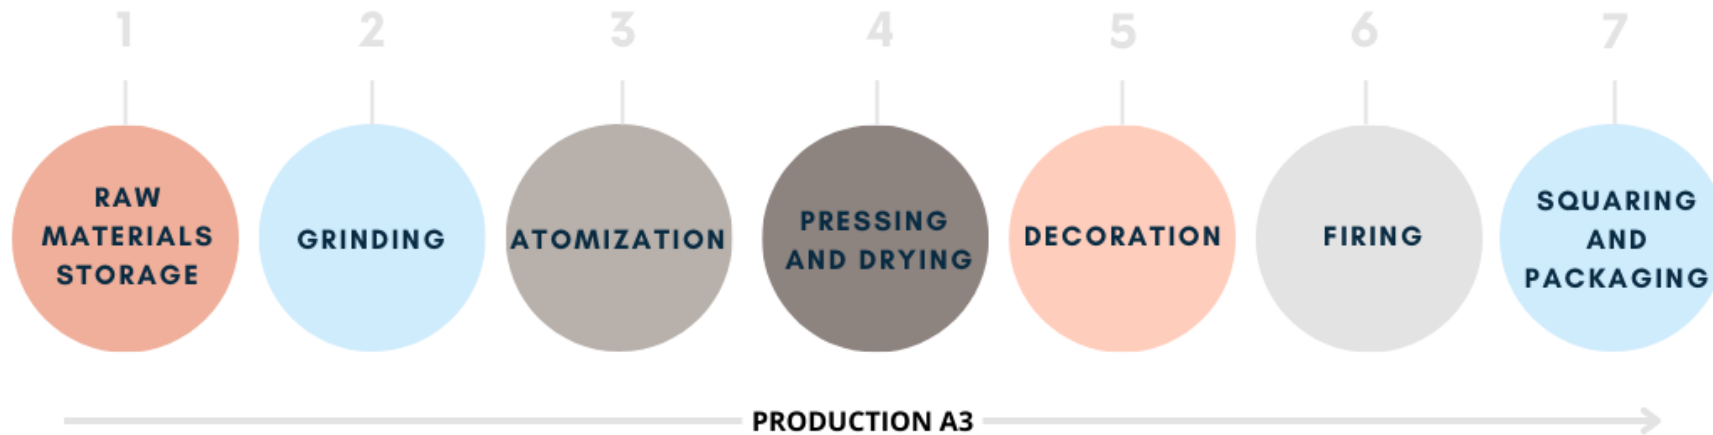 1
2
3
4
5
6
7
RAW
MATERIALS
STORAGE
GRINDING
ATOMIZATION
PRESSING
AND DRYING
DECORATION
FIRING
SQUARING
AND
PACKAGING
PRODUCTION A3